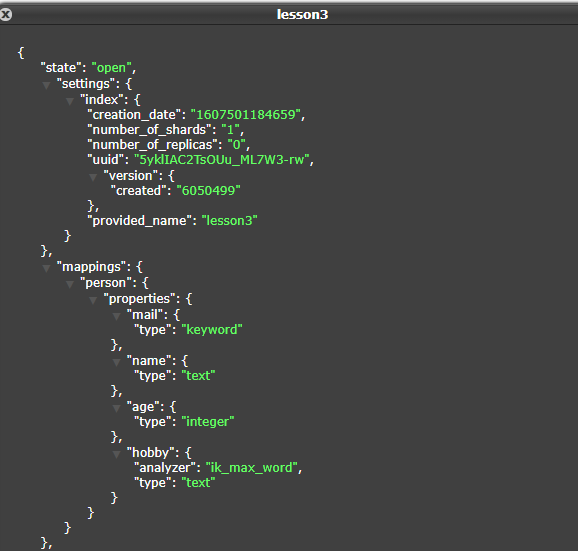 lesson3
{
"state": "open",
"settings": {
"index": {
"creation_date": "1607501184659",
"number_of_shards": "1",
"number_of_replicas": "0",
"uuid": "5yklIAC2TsOUu_ML7W3-rw",
"version": {
"created": "6050499"
},
"provided_name": "lesson3"
}
},
"mappings": {
"person": {
"properties": {
"mail": {
"type": "keyword"
},
"name": {
"type": "text"
},
"age": {
"type": "integer"
},
"hobby": {
"analyzer": "ik_max_word",
"type": "text"
}
}
}
},